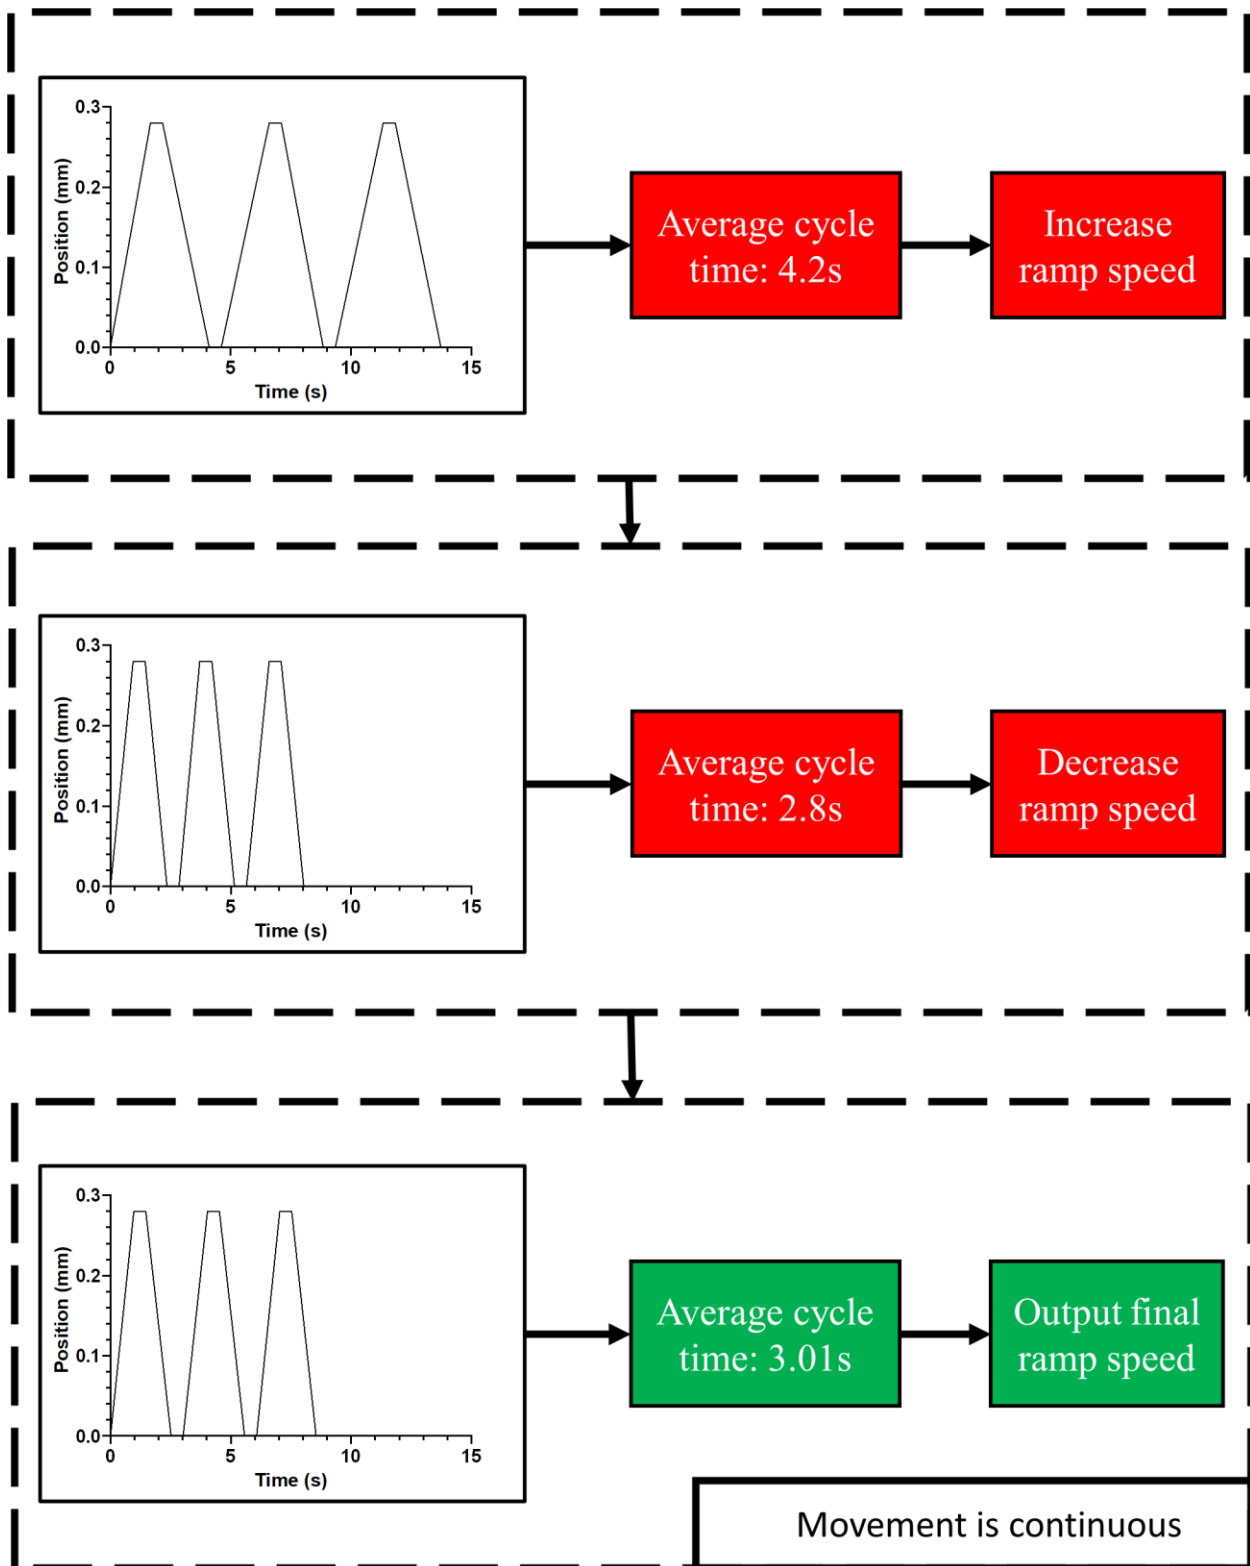 0.3
0.2
0.1
0.0
Position (mm)
0 5 10 15
Time (s)
Average cycle
time: 4.2s
Increase
ramp speed
0.3
0.2
0.1
0.0
Position (mm)
0 5 10 15
Time (s)
Average cycle
time: 2.8s
Decrease
ramp speed
0.3
0.2
0.1
0.0
Position (mm)
0 5 10 15
Time (s)
Average cycle
time: 3.01s
Output final
ramp speed
Movement is continuous